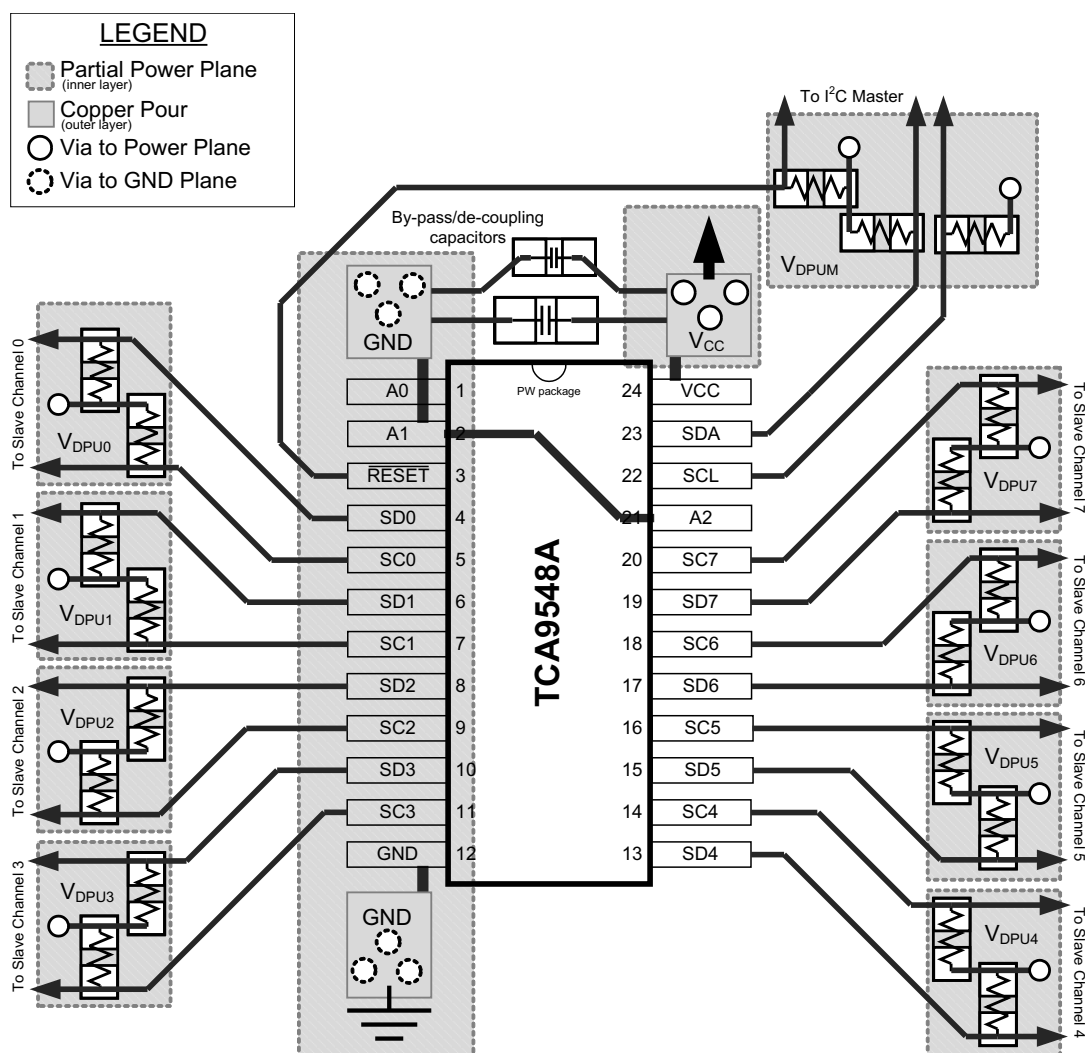 LEGEND
Partial Power Plane
(inner layer)
Copper Pour
(outer layer)
Via to Power Plane
Via to GND Plane
To I²C Master
By-pass/de-coupling
capacitors
VDPUM
GND
VCC
PW package
TCA9548A
A0 1
A1 2
RESET 3
SD0 4
SC0 5
SD1 6
SC1 7
SD2 8
SC2 9
SD3 10
SC3 11
GND 12
24 VCC
23 SDA
22 SCL
21 A2
20 SC7
19 SD7
18 SC6
17 SD6
16 SC5
15 SD5
14 SC4
13 SD4
GND
To Slave Channel 0
VDPU0
To Slave Channel 1
VDPU1
To Slave Channel 2
VDPU2
To Slave Channel 3
VDPU3
To Slave Channel 7
VDPU7
To Slave Channel 6
VDPU6
To Slave Channel 5
VDPU5
To Slave Channel 4
VDPU4